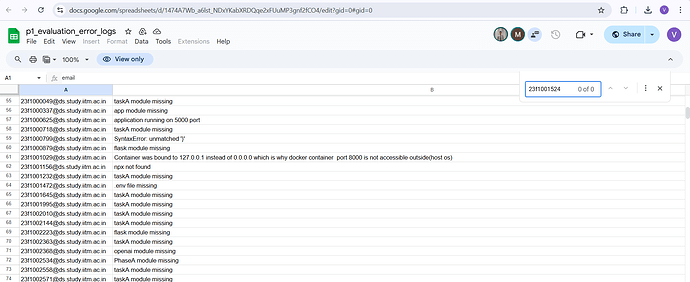 docs.google.com/spreadsheets/d/1474A7Wb_a6lst_NDxYKabXRDQqe2xFUuMP3gnI2fCO4/edit?gid=0#gid=0
p1_evaluation_error_logs
File Edit View Insert Format Data Tools Extensions Help
M
Share
V
100%
View only
A1
fx email
23f1001524 0 of 0
A B
55 23f1000049@ds.study.iitm.ac.in taskA module missing
56 23f1000337@ds.study.iitm.ac.in app module missing
57 23f1000625@ds.study.iitm.ac.in application running on 5000 port
58 23f1000718@ds.study.iitm.ac.in taskA module missing
59 23f1000799@ds.study.iitm.ac.in SyntaxError: unmatched '}'
60 23f1000879@ds.study.iitm.ac.in flask module missing
61 23f1001029@ds.study.iitm.ac.in Container was bound to 127.0.0.1 instead of 0.0.0.0 which is why docker container port 8000 is not accessible outside(host os)
62 23f1001156@ds.study.iitm.ac.in npx not found
63 23f1001232@ds.study.iitm.ac.in taskA module missing
64 23f1001472@ds.study.iitm.ac.in .env file missing
65 23f1001645@ds.study.iitm.ac.in taskA module missing
66 23f1001995@ds.study.iitm.ac.in taskA module missing
67 23f1002010@ds.study.iitm.ac.in taskA module missing
68 23f1002144@ds.study.iitm.ac.in taskA module missing
69 23f1002223@ds.study.iitm.ac.in flask module missing
70 23f1002363@ds.study.iitm.ac.in taskA module missing
71 23f1002368@ds.study.iitm.ac.in openai module missing
72 23f1002534@ds.study.iitm.ac.in PhaseA module missing
73 23f1002558@ds.study.iitm.ac.in taskA module missing
74 23f1002571@ds.study.iitm.ac.in taskA module missing